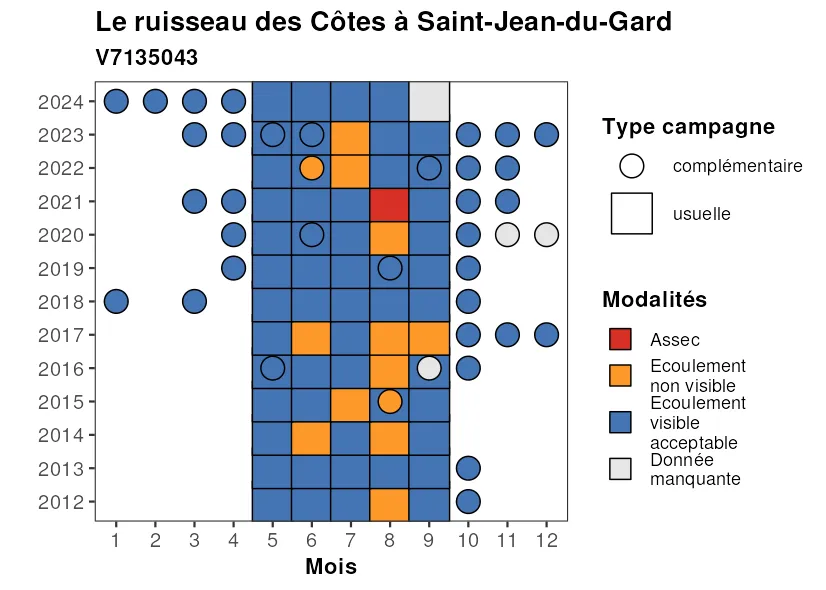 Le ruisseau des Côtes à Saint-Jean-du-Gard
V7135043
2024
2023
2022
2021
2020
2019
2018
2017
2016
2015
2014
2013
2012
1 2 3 4 5 6 7 8 9 10 11 12
Mois
Type campagne
complémentaire
usuelle
Modalités
Assec
Ecoulement
non visible
Ecoulement
visible
acceptable
Donnée
manquante